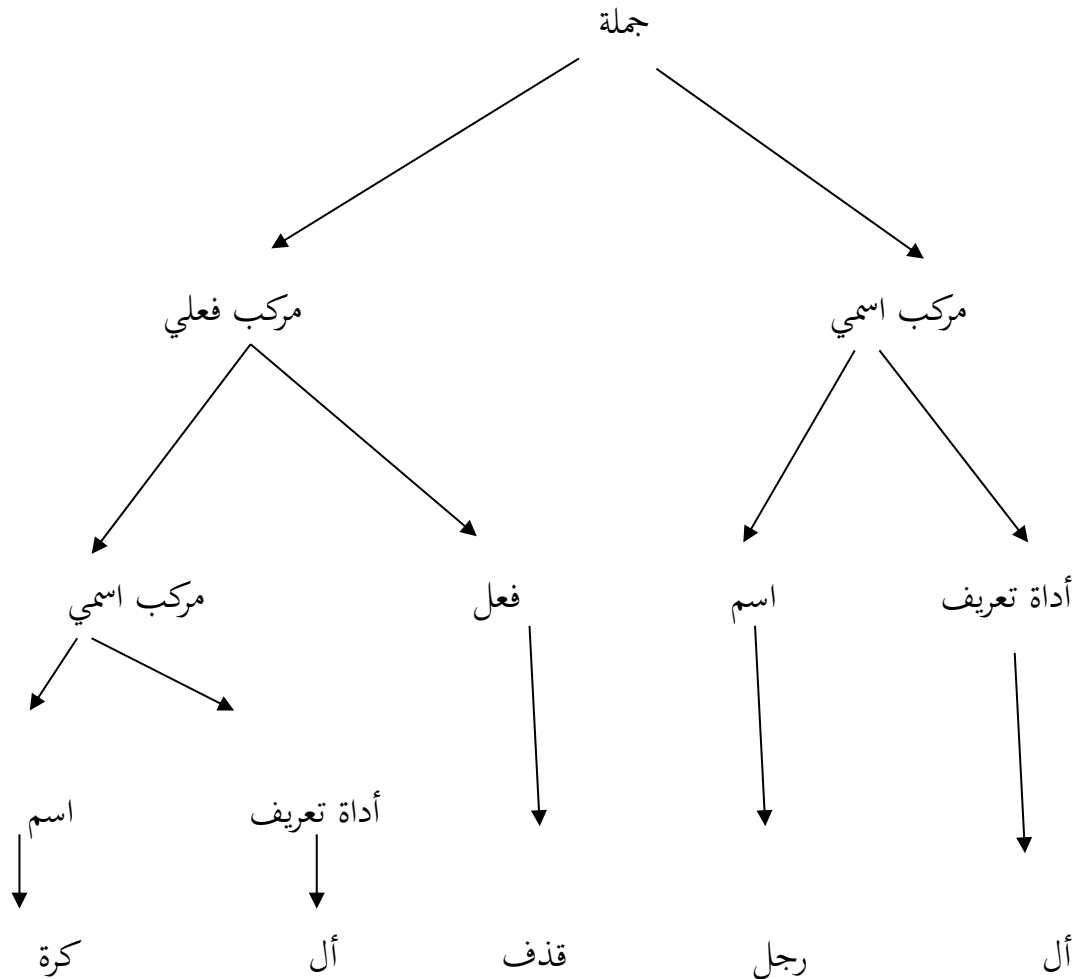 جملة
مركب اسمي مركب فعلي
أداة تعريف اسم فعل مركب اسمي
أداة تعريف اسم
أل رجل قذف أل كرة